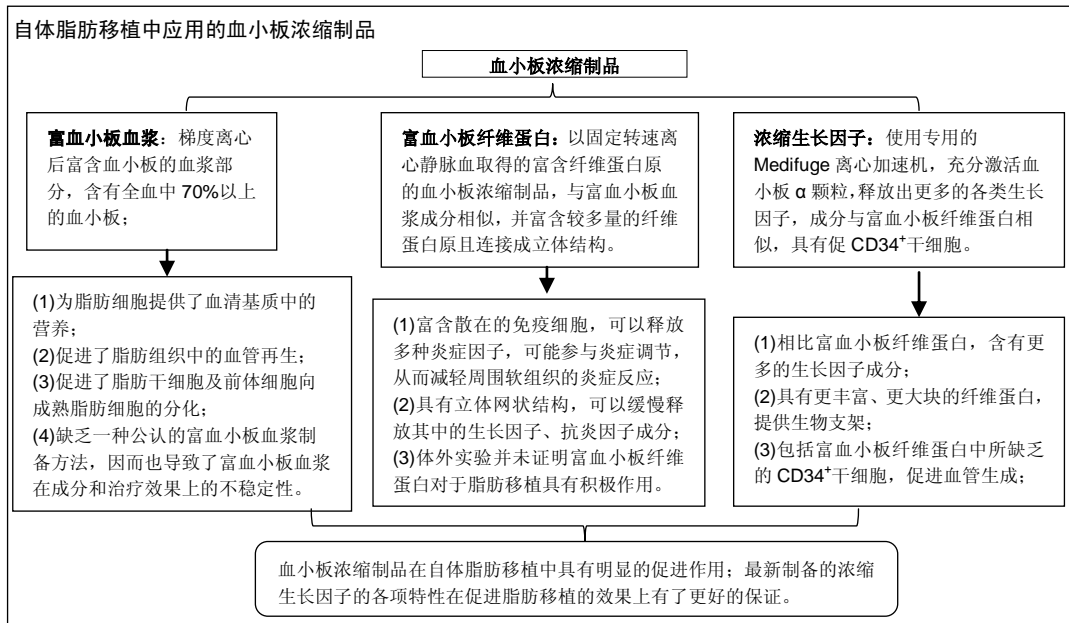 自体脂肪移植中应用的血小板浓缩制品
血小板浓缩制品
富血小板血浆：梯度离心
后富含血小板的血浆部
分，含有全血中 70%以上
的血小板；
富血小板纤维蛋白：以固定转速离
心静脉血取得的富含纤维蛋白原
的血小板浓缩制品，与富血小板血
浆成分相似，并富含较多量的纤维
蛋白原且连接成立体结构。
浓缩生长因子：使用专用的
Medifuge 离心加速机，充分激活血
小板 α 颗粒，释放出更多的各类生长
因子，成分与富血小板纤维蛋白相
似，具有促 CD34⁺干细胞。
(1)为脂肪细胞提供了血清基质中的
营养；
(2)促进了脂肪组织中的血管再生；
(3)促进了脂肪干细胞及前体细胞向
成熟脂肪细胞的分化；
(4)缺乏一种公认的富血小板血浆制
备方法，因而也导致了富血小板血浆
在成分和治疗效果上的不稳定性。
(1)富含散在的免疫细胞，可以释放
多种炎症因子，可能参与炎症调节，
从而减轻周围软组织的炎症反应；
(2)具有立体网状结构，可以缓慢释
放其中的生长因子、抗炎因子成分；
(3)体外实验并未证明富血小板纤维
蛋白对于脂肪移植具有积极作用。
(1)相比富血小板纤维蛋白，含有更
多的生长因子成分；
(2)具有更丰富、更大块的纤维蛋白，
提供生物支架；
(3)包括富血小板纤维蛋白中所缺乏
的 CD34⁺干细胞，促进血管生成；
血小板浓缩制品在自体脂肪移植中具有明显的促进作用；最新制备的浓缩
生长因子的各项特性在促进脂肪移植的效果上有了更好的保证。